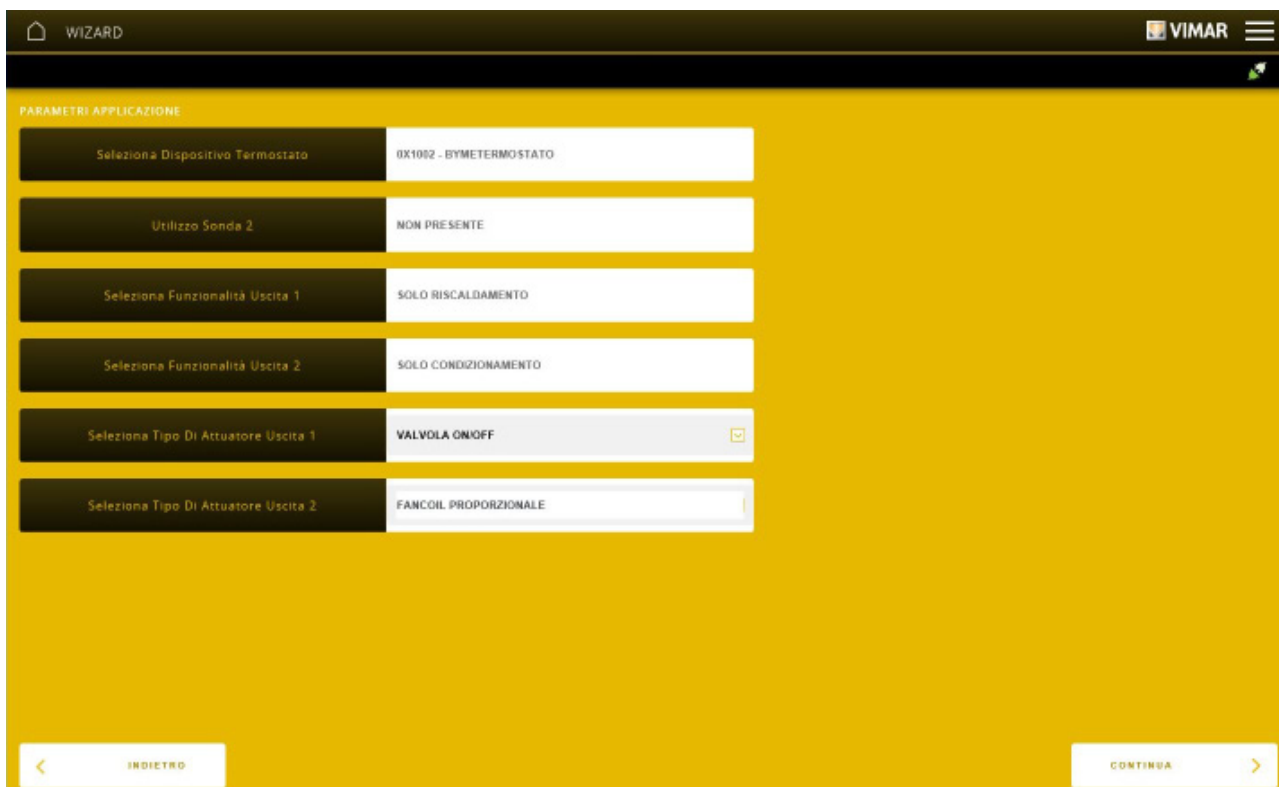 WIZARD
VIMAR
PARAMETRI APPLICAZIONE
Seleziona Dispositivo Termostato
0X1002 - BYMETERMOSTATO
Utilizzo Sonda 2
NON PRESENTE
Seleziona Funzionalità Uscita 1
SOLO RISCALDAMENTO
Seleziona Funzionalità Uscita 2
SOLO CONDIZIONAMENTO
Seleziona Tipo Di Attuatore Uscita 1
VALVOLA ON/OFF
Seleziona Tipo Di Attuatore Uscita 2
FANCOIL PROPORZIONALE
INDIETRO
CONTINUA